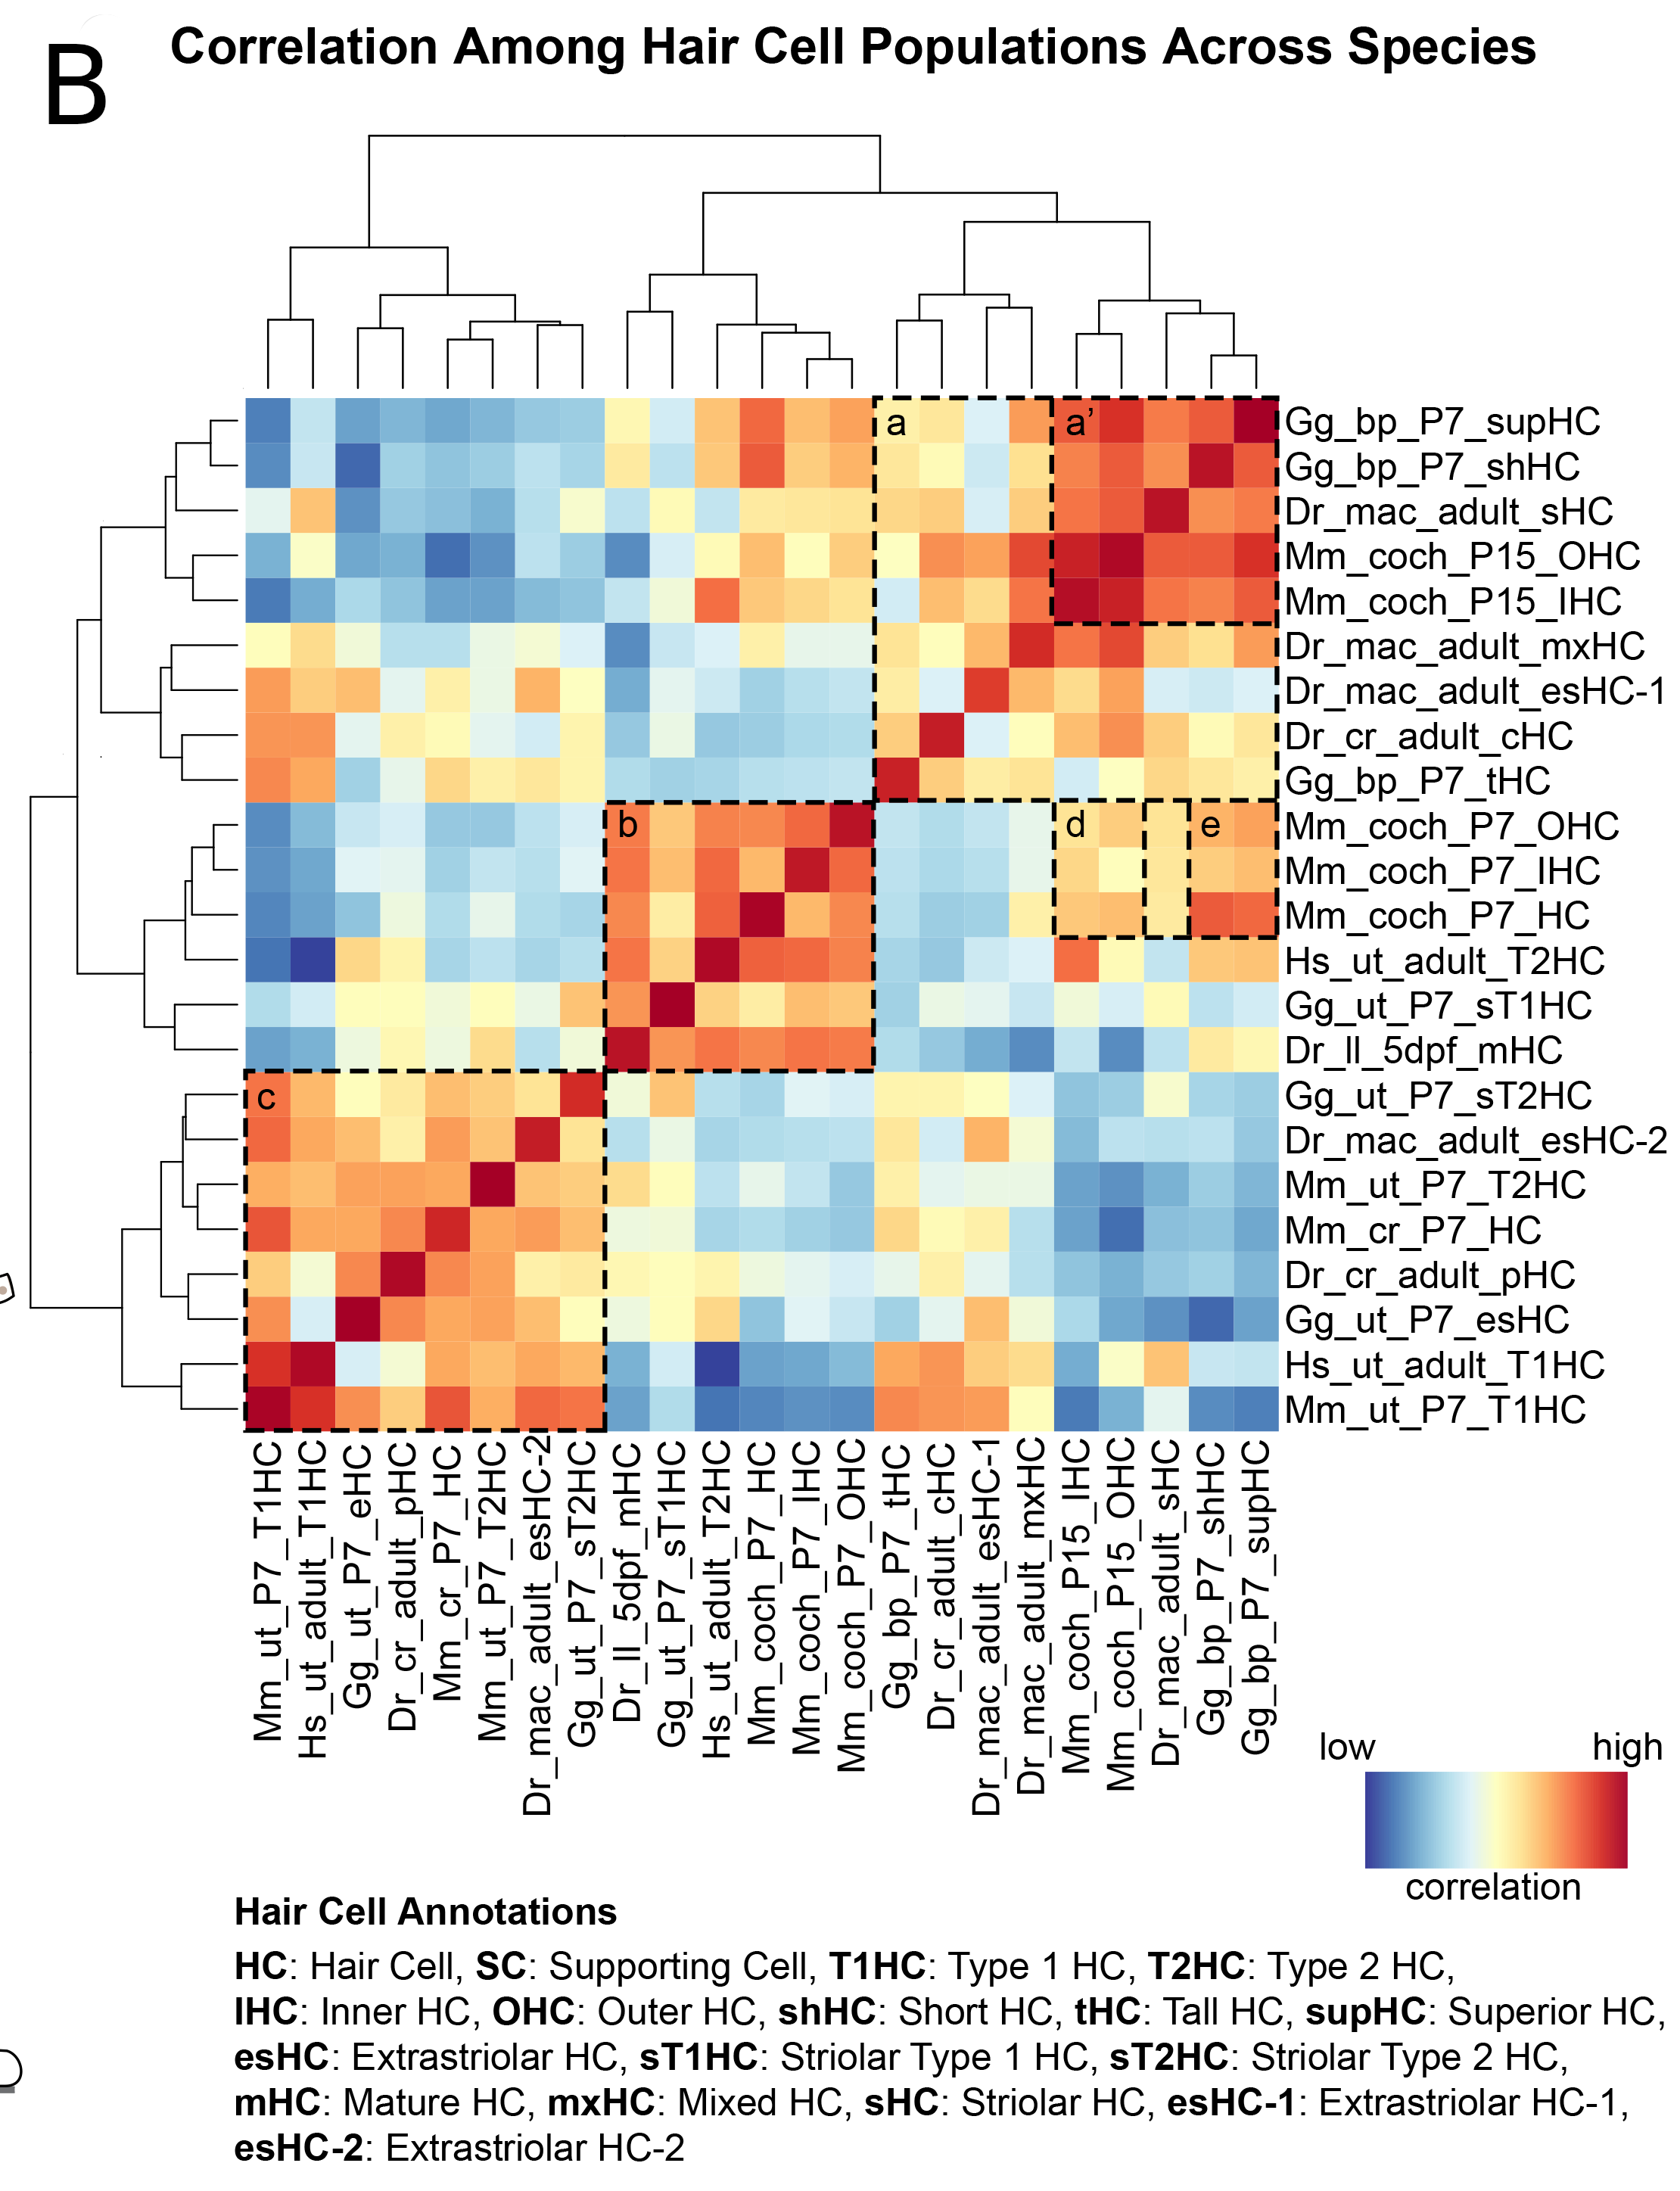 B
Correlation Among Hair Cell Populations Across Species
a
a’
Gg_bp_P7_supHC
Gg_bp_P7_shHC
Dr_mac_adult_sHC
Mm_coch_P15_OHC
Mm_coch_P15_IHC
Dr_mac_adult_mxHC
Dr_mac_adult_esHC-1
Dr_cr_adult_cHC
Gg_bp_P7_tHC
b
d
e
Mm_coch_P7_OHC
Mm_coch_P7_IHC
Mm_coch_P7_HC
Hs_ut_adult_T2HC
Gg_ut_P7_sT1HC
Dr_ll_5dpf_mHC
c
Gg_ut_P7_sT2HC
Dr_mac_adult_esHC-2
Mm_ut_P7_T2HC
Mm_cr_P7_HC
Dr_cr_adult_pHC
Gg_ut_P7_esHC
Hs_ut_adult_T1HC
Mm_ut_P7_T1HC
Mm_ut_P7_T1HC
Hs_ut_adult_T1HC
Gg_ut_P7_eHC
Dr_cr_adult_pHC
Mm_cr_P7_HC
Mm_ut_P7_T2HC
Dr_mac_adult_esHC-2
Gg_ut_P7_sT2HC
Dr_ll_5dpf_mHC
Gg_ut_P7_sT1HC
Hs_ut_adult_T2HC
Mm_coch_P7_HC
Mm_coch_P7_IHC
Mm_coch_P7_OHC
Gg_bp_P7_tHC
Dr_cr_adult_cHC
Dr_mac_adult_esHC-1
Dr_mac_adult_mxHC
Mm_coch_P15_IHC
Mm_coch_P15_OHC
Dr_mac_adult_sHC
Gg_bp_P7_shHC
Gg_bp_P7_supHC
low high
correlation
Hair Cell Annotations
HC: Hair Cell, SC: Supporting Cell, T1HC: Type 1 HC, T2HC: Type 2 HC,
IHC: Inner HC, OHC: Outer HC, shHC: Short HC, tHC: Tall HC, supHC: Superior HC,
esHC: Extrastriolar HC, sT1HC: Striolar Type 1 HC, sT2HC: Striolar Type 2 HC,
mHC: Mature HC, mxHC: Mixed HC, sHC: Striolar HC, esHC-1: Extrastriolar HC-1,
esHC-2: Extrastriolar HC-2